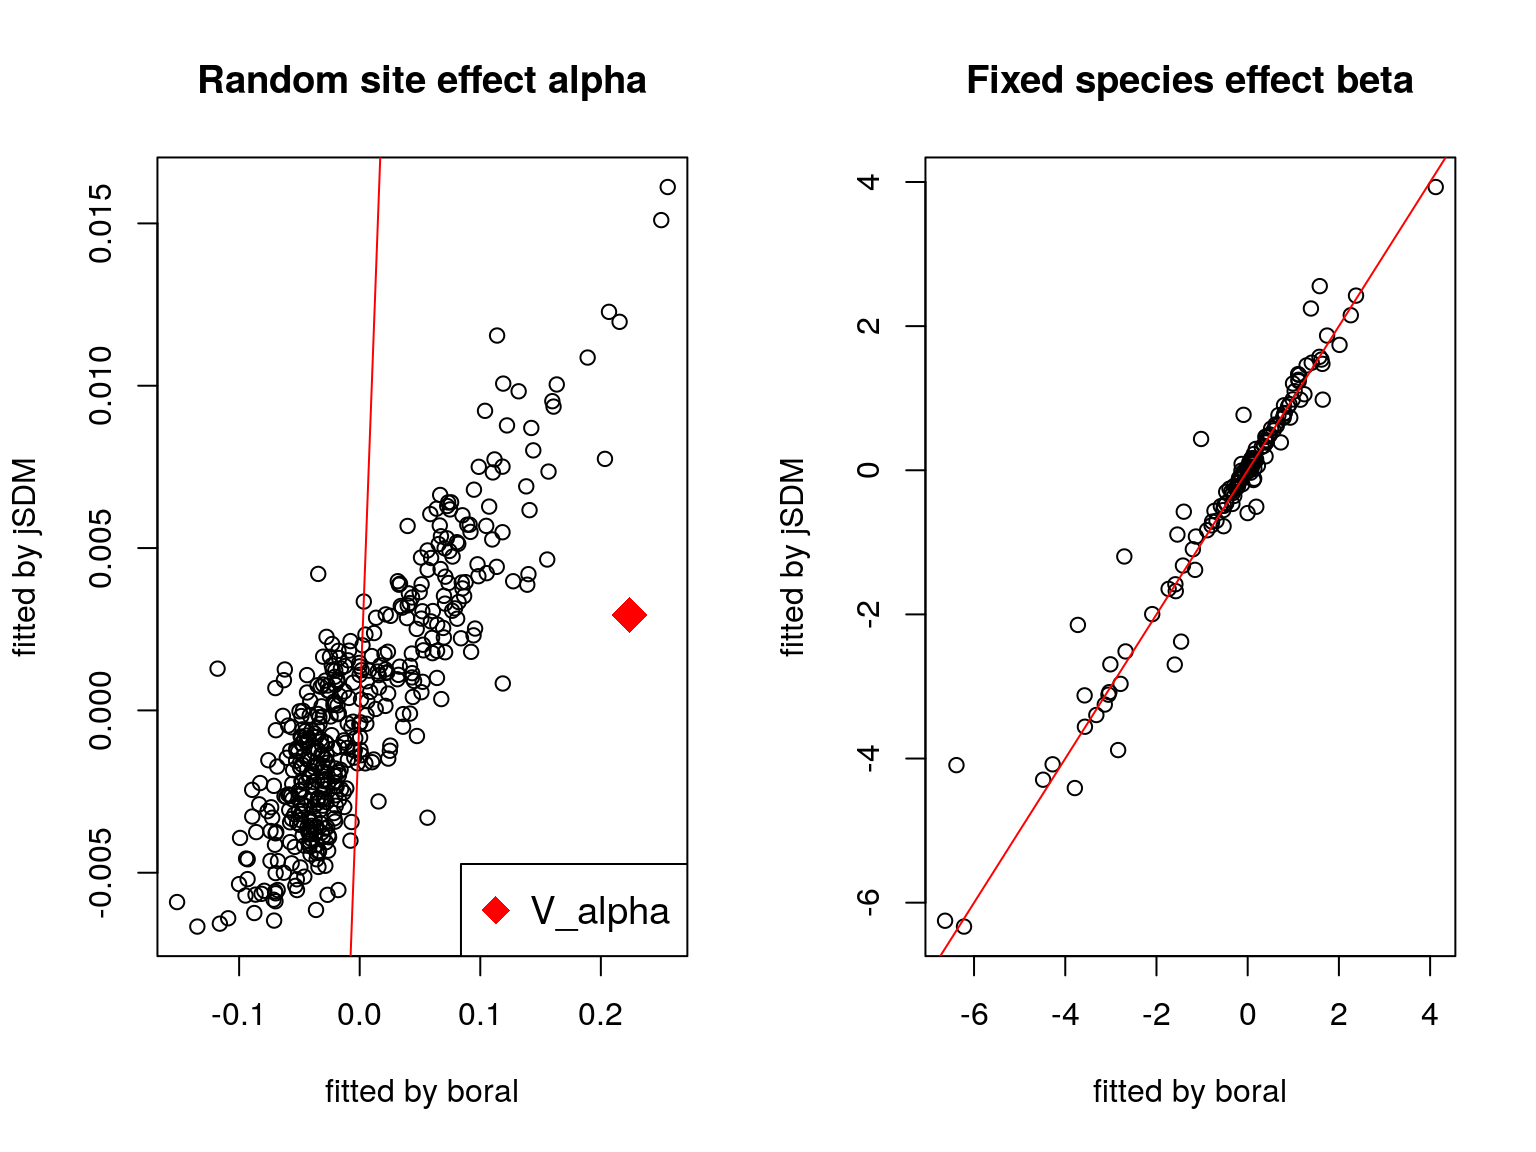 Random site effect alpha
fitted by jSDM
0.015
0.010
0.005
0.000
-0.005
V_alpha
-0.1 0.0 0.1 0.2
fitted by boral
Fixed species effect beta
fitted by jSDM
4
2
0
-2
-4
-6
-6 -4 -2 0 2 4
fitted by boral